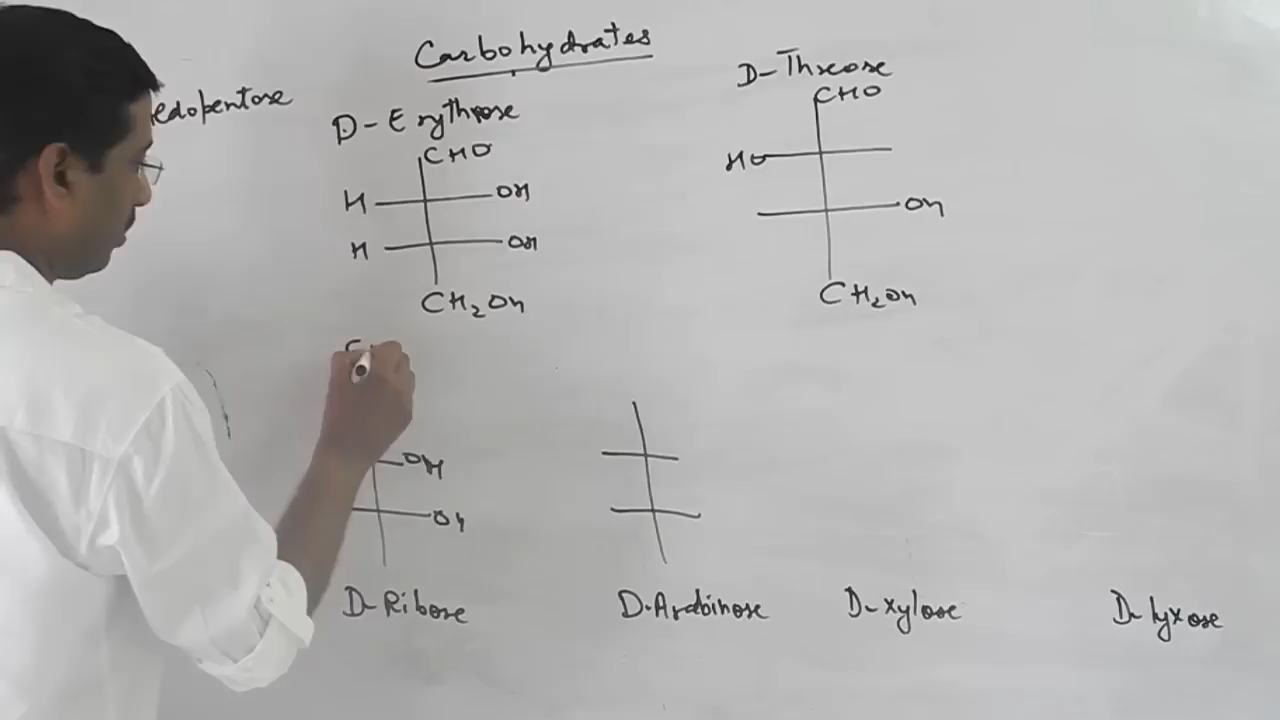 Carbohydrates
edopentose
D-Erythrose
CHO
H OH
H OH
CH2OH
D-Threose
CHO
HO
OH
CH2OH
OH
OH
D-Ribose
D-Arabinose
D-xylose
D-lyxose